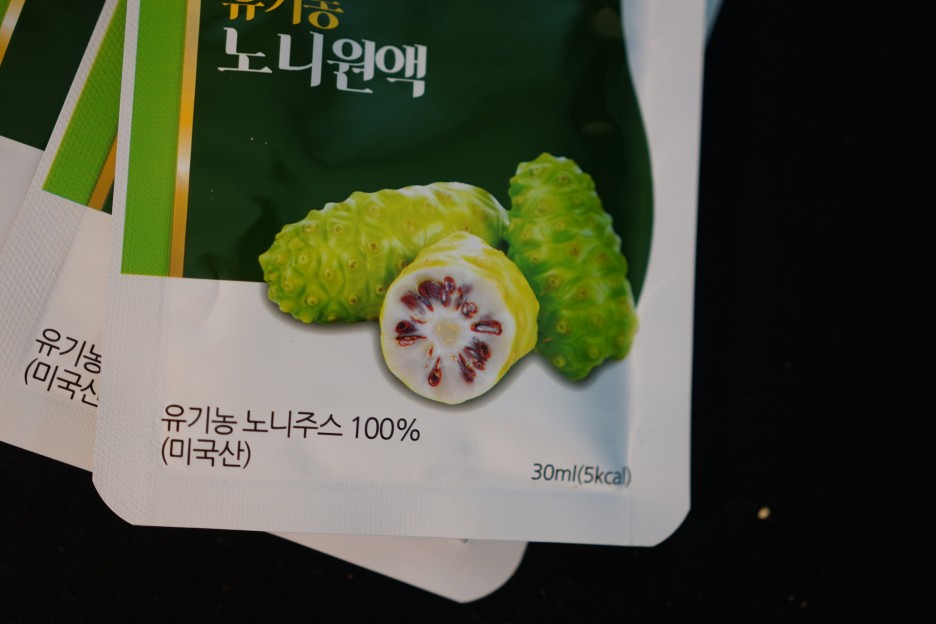 유기농
노니원액
유기농 노니주스 100%
(미국산)
30ml(5kcal)
유기농
(미국산